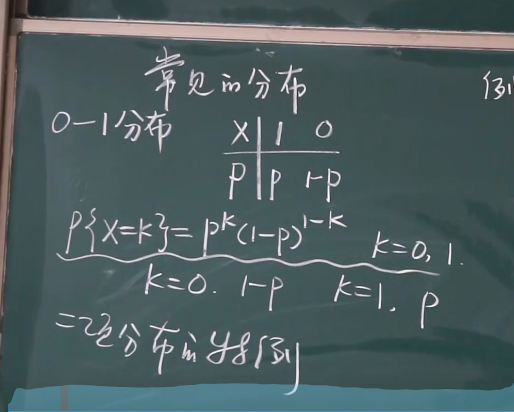 常见的分布
例
0-1分布
X | 1 0
P | p 1-p
P{X=k}=p^k(1-p)^{1-k} k=0,1.
k=0. 1-p k=1. p
二项分布的特例